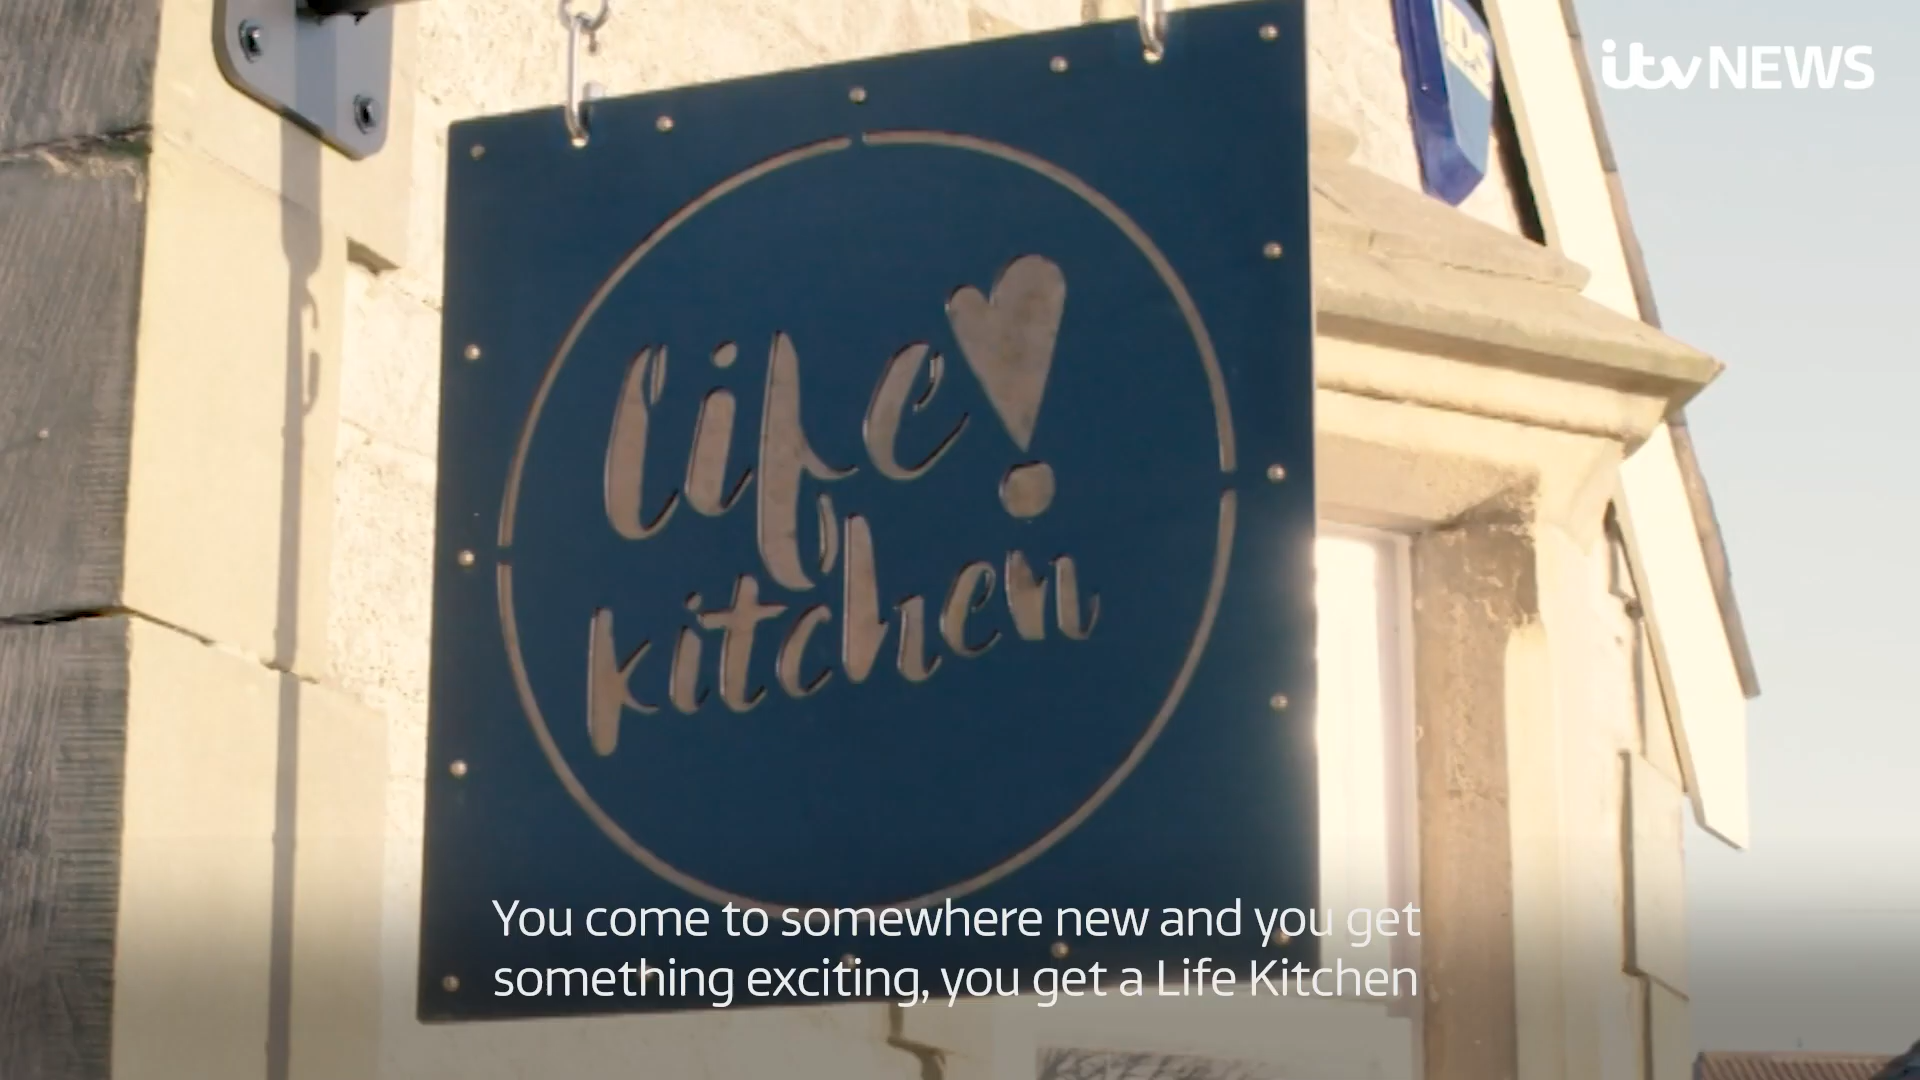 itv NEWS
life!
kitchen
You come to somewhere new and you get
something exciting, you get a Life Kitchen